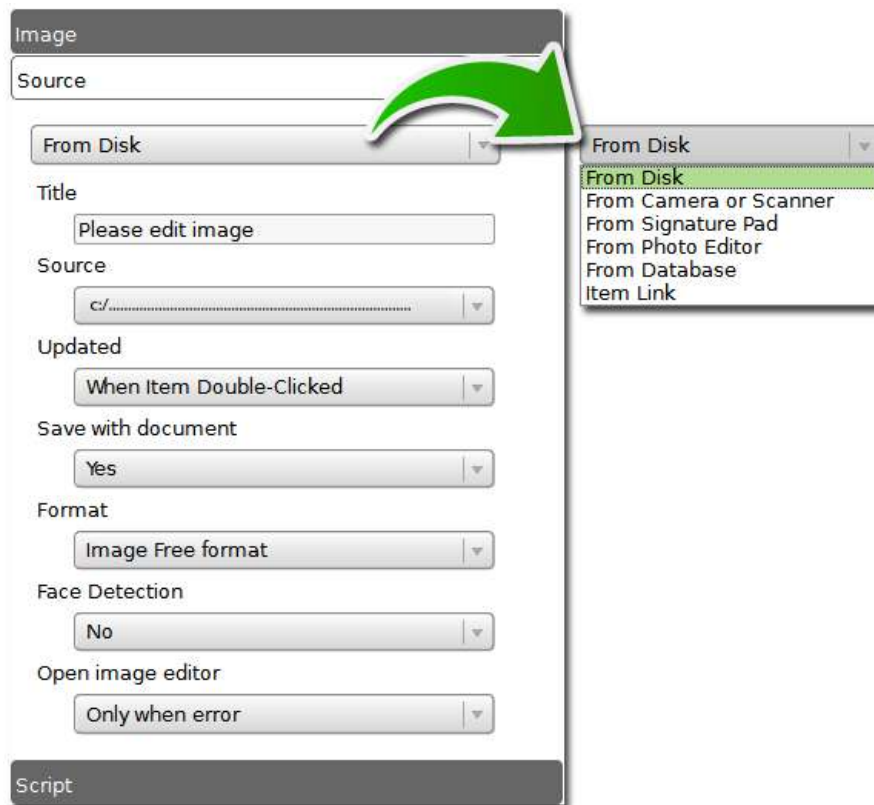 Image
Source
From Disk
Title
Please edit image
Source
c:/......................................................................................
Updated
When Item Double-Clicked
Save with document
Yes
Format
Image Free format
Face Detection
No
Open image editor
Only when error
Script
From Disk
From Disk
From Camera or Scanner
From Signature Pad
From Photo Editor
From Database
Item Link